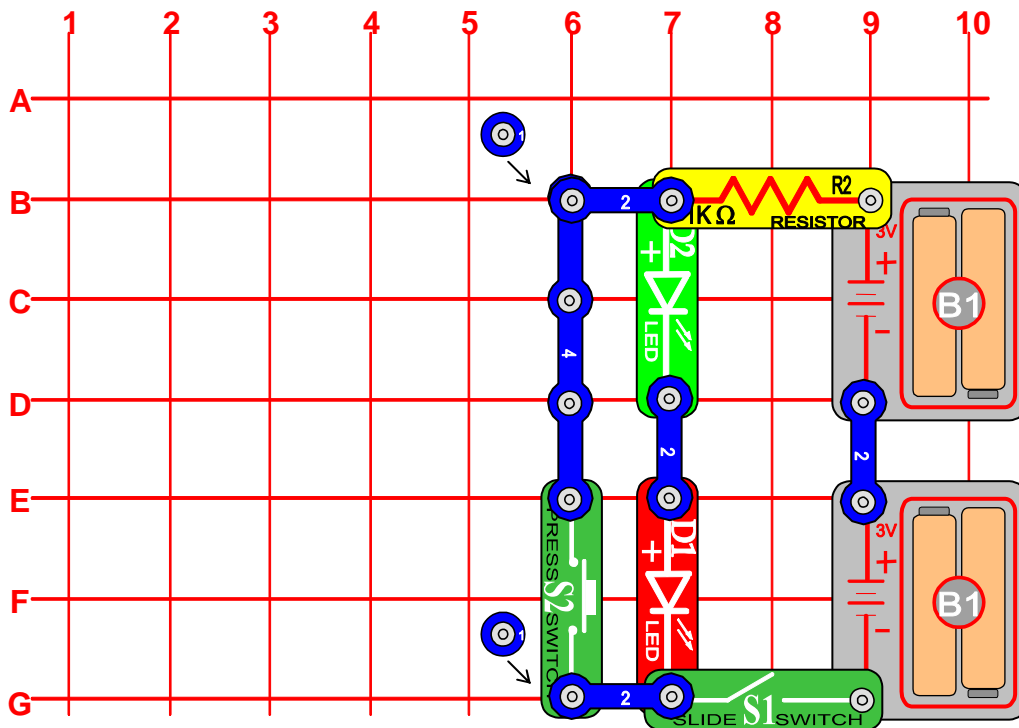 1 2 3 4 5 6 7 8 9 10
A
1
B
2
1KΩ
R2
RESISTOR
D2
+
LED
3V
+
B1
-
C
4
D
2
2
E
PRESS S2 SWITCH
D1
+
LED
3V
+
B1
-
F
1
G
2
SLIDE S1 SWITCH